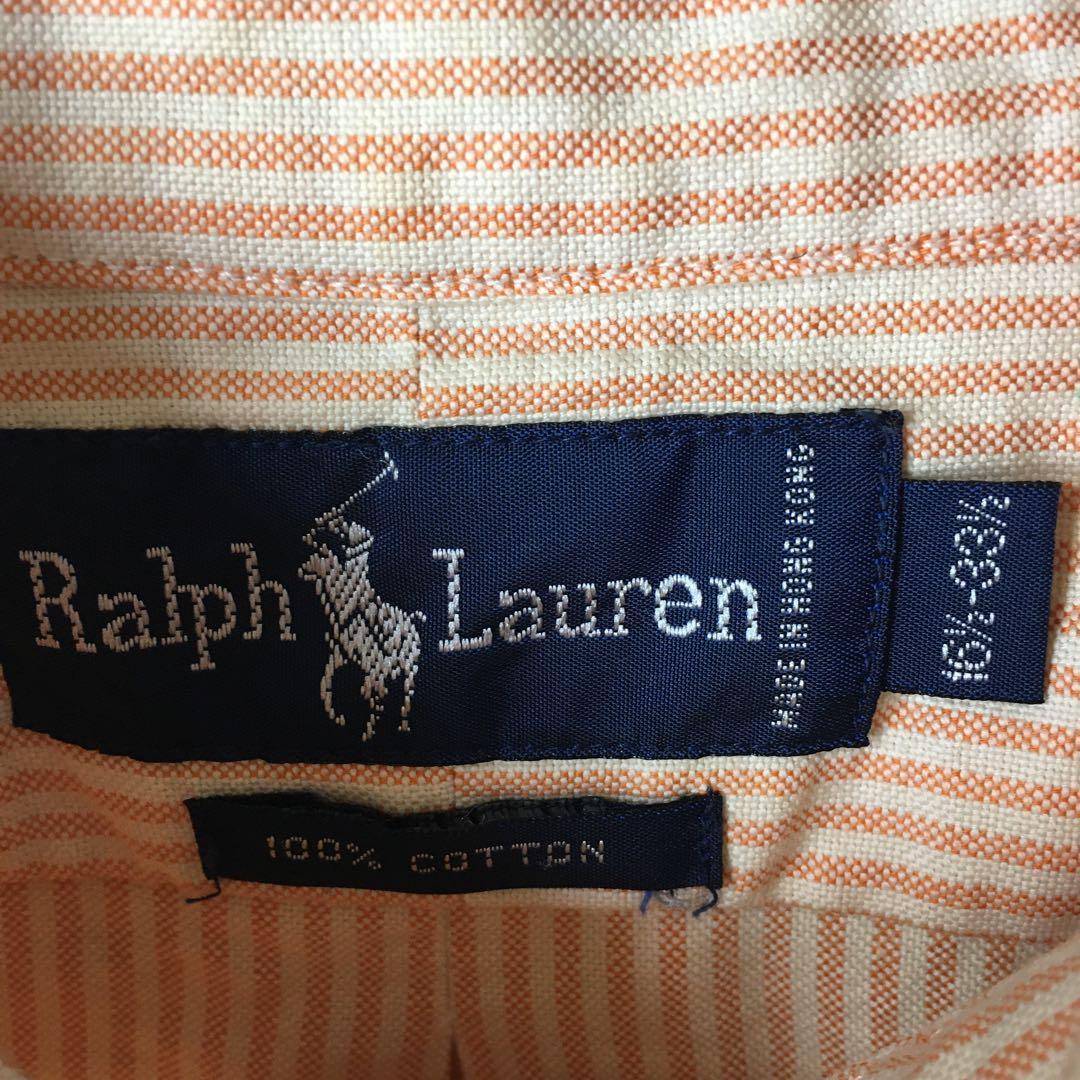 Ralph Lauren
MADE IN HONG KONG
16½-33½
100% COTTON